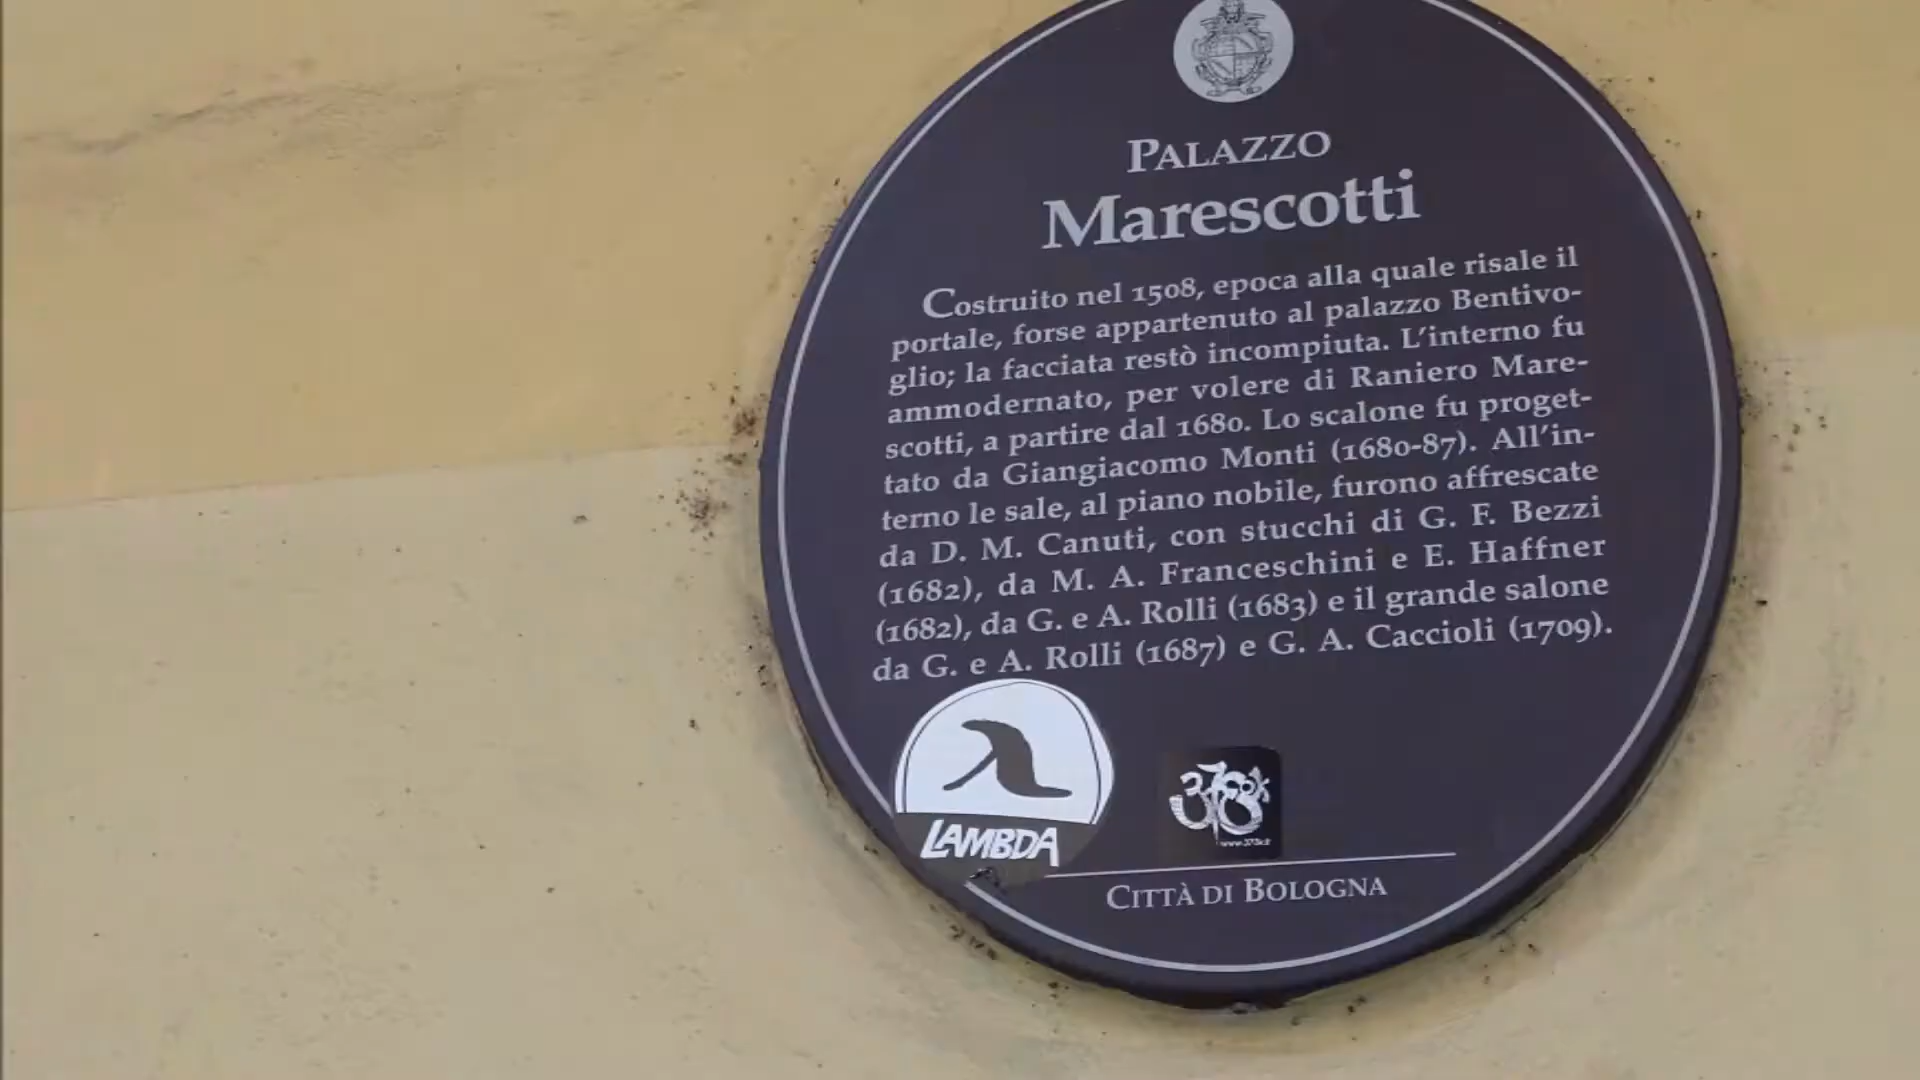 PALAZZO
Marescotti
Costruito nel 1508, epoca alla quale risale il
portale, forse appartenuto al palazzo Bentivo-
glio; la facciata restò incompiuta. L'interno fu
ammodernato, per volere di Raniero Mare-
scotti, a partire dal 1680. Lo scalone fu proget-
tato da Giangiacomo Monti (1680-87). All'in-
terno le sale, al piano nobile, furono affrescate
da D. M. Canuti, con stucchi di G. F. Bezzi
(1682), da M. A. Franceschini e E. Haffner
(1682), da G. e A. Rolli (1683) e il grande salone
da G. e A. Rolli (1687) e G. A. Caccioli (1709).
LAMBDA
CITTÀ DI BOLOGNA